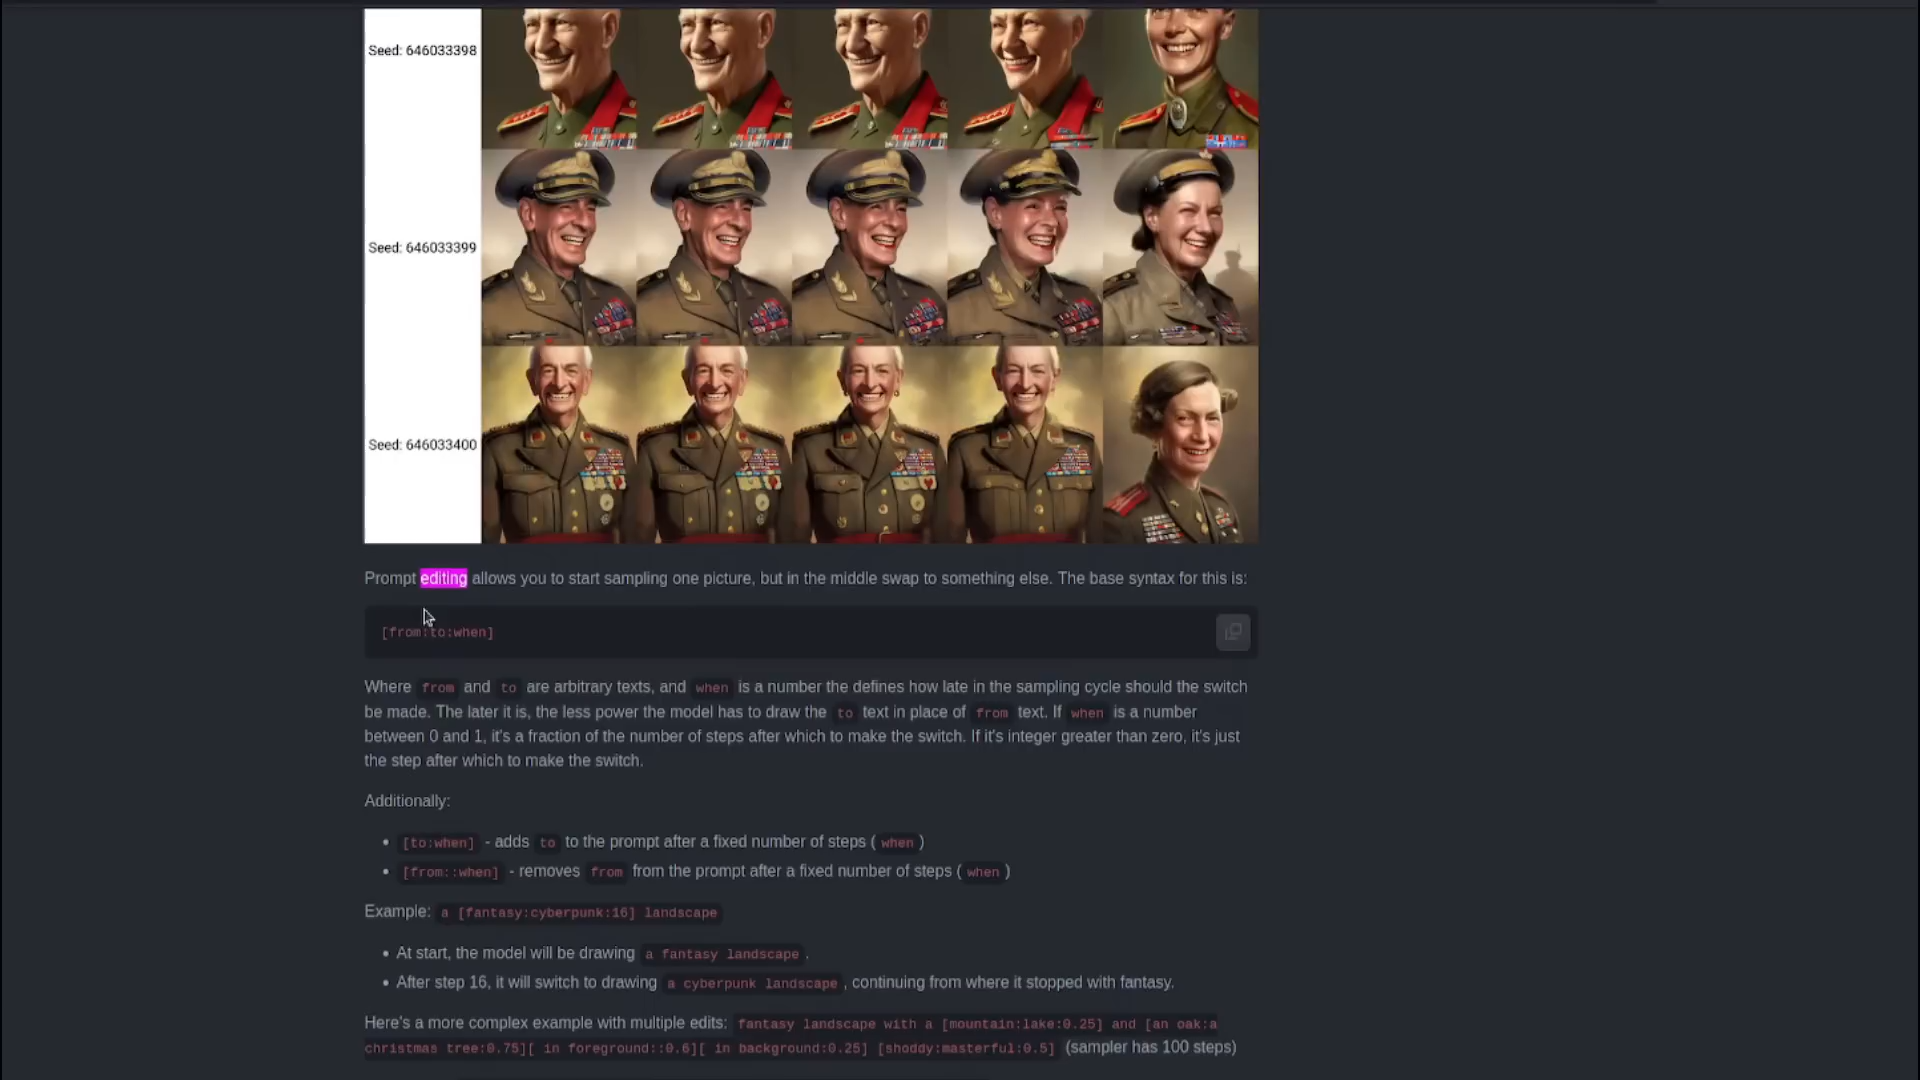 Seed: 646033398
Seed: 646033399
Seed: 646033400
Prompt editing allows you to start sampling one picture, but in the middle swap to something else. The base syntax for this is:
[from:to:when]
Where from and to are arbitrary texts, and when is a number the defines how late in the sampling cycle should the switch
be made. The later it is, the less power the model has to draw the to text in place of from text. If when is a number
between 0 and 1, it's a fraction of the number of steps after which to make the switch. If it's integer greater than zero, it's just
the step after which to make the switch.
Additionally:
• [to:when] - adds to to the prompt after a fixed number of steps ( when )
• [from::when] - removes from from the prompt after a fixed number of steps ( when )
Example: a [fantasy:cyberpunk:16] landscape
• At start, the model will be drawing a fantasy landscape .
• After step 16, it will switch to drawing a cyberpunk landscape , continuing from where it stopped with fantasy.
Here's a more complex example with multiple edits: fantasy landscape with a [mountain:lake:0.25] and [an oak:a
christmas tree:0.75][ in foreground::0.6][ in background:0.25] [shoddy:masterful:0.5] (sampler has 100 steps)